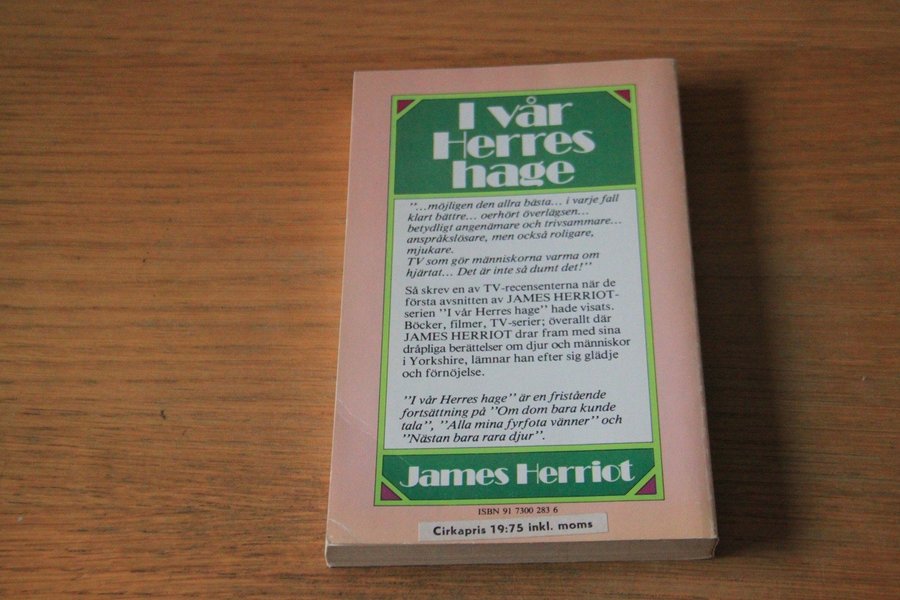 I vår
Herres
hage
"...möjligen den allra bästa... i varje fall
klart bättre... oerhört överlägsen...
betydligt angenämare och trivsammare...
anspråkslösare, men också roligare,
mjukare.
TV som gör människorna varma om
hjärtat... Det är inte så dumt det!"
Så skrev en av TV-recensenterna när de
första avsnitten av JAMES HERRIOT-
serien "I vår Herres hage" hade visats.
Böcker, filmer, TV-serier; överallt där
JAMES HERRIOT drar fram med sina
dråpliga berättelser om djur och människor
i Yorkshire, lämnar han efter sig glädje
och förnöjelse.
"I vår Herres hage" är en fristående
fortsättning på "Om dom bara kunde
tala", "Alla mina fyrfota vänner" och
"Nästan bara rara djur".
James Herriot
ISBN 91 7300 283 6
Cirkapris 19:75 inkl. moms